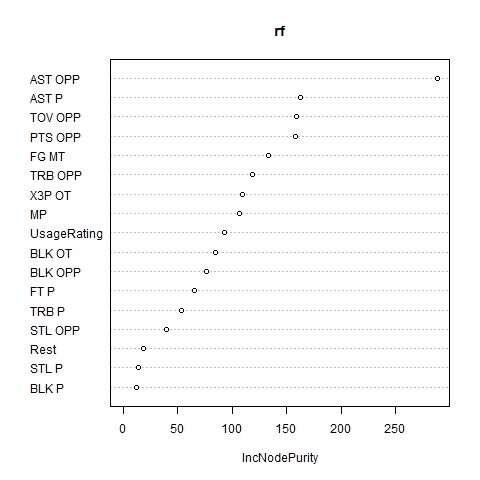 rf
AST OPP
AST P
TOV OPP
PTS OPP
FG MT
TRB OPP
X3P OT
MP
UsageRating
BLK OT
BLK OPP
FT P
TRB P
STL OPP
Rest
STL P
BLK P
0 50 100 150 200 250
IncNodePurity